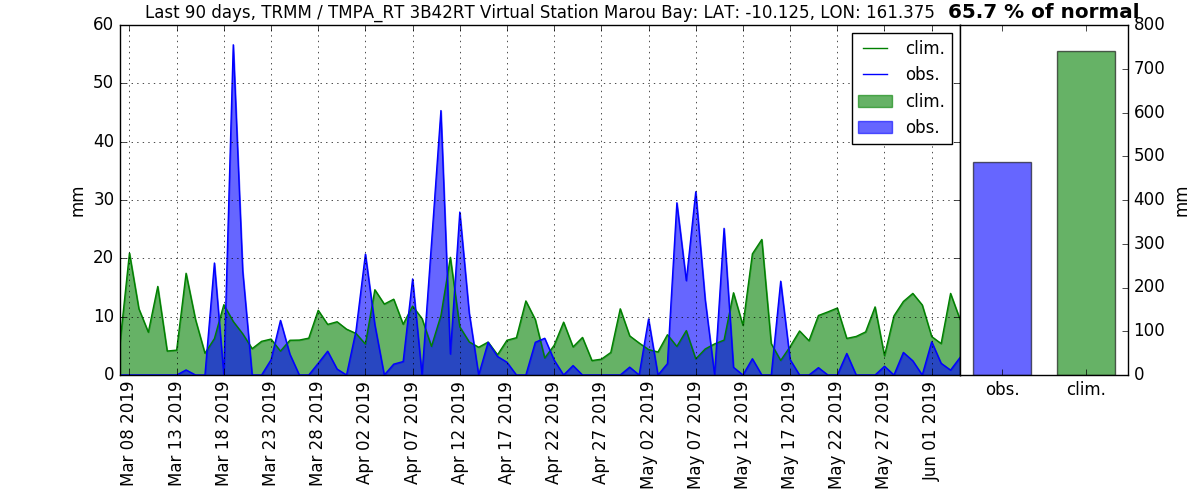 Last 90 days, TRMM / TMPA_RT 3B42RT Virtual Station Marou Bay: LAT: -10.125, LON: 161.375 65.7 % of normal
clim.
obs.
clim.
obs.
60
50
40
30
20
10
0
mm
800
700
600
500
400
300
200
100
0
mm
Mar 08 2019
Mar 13 2019
Mar 18 2019
Mar 23 2019
Mar 28 2019
Apr 02 2019
Apr 07 2019
Apr 12 2019
Apr 17 2019
Apr 22 2019
Apr 27 2019
May 02 2019
May 07 2019
May 12 2019
May 17 2019
May 22 2019
May 27 2019
Jun 01 2019
obs. clim.